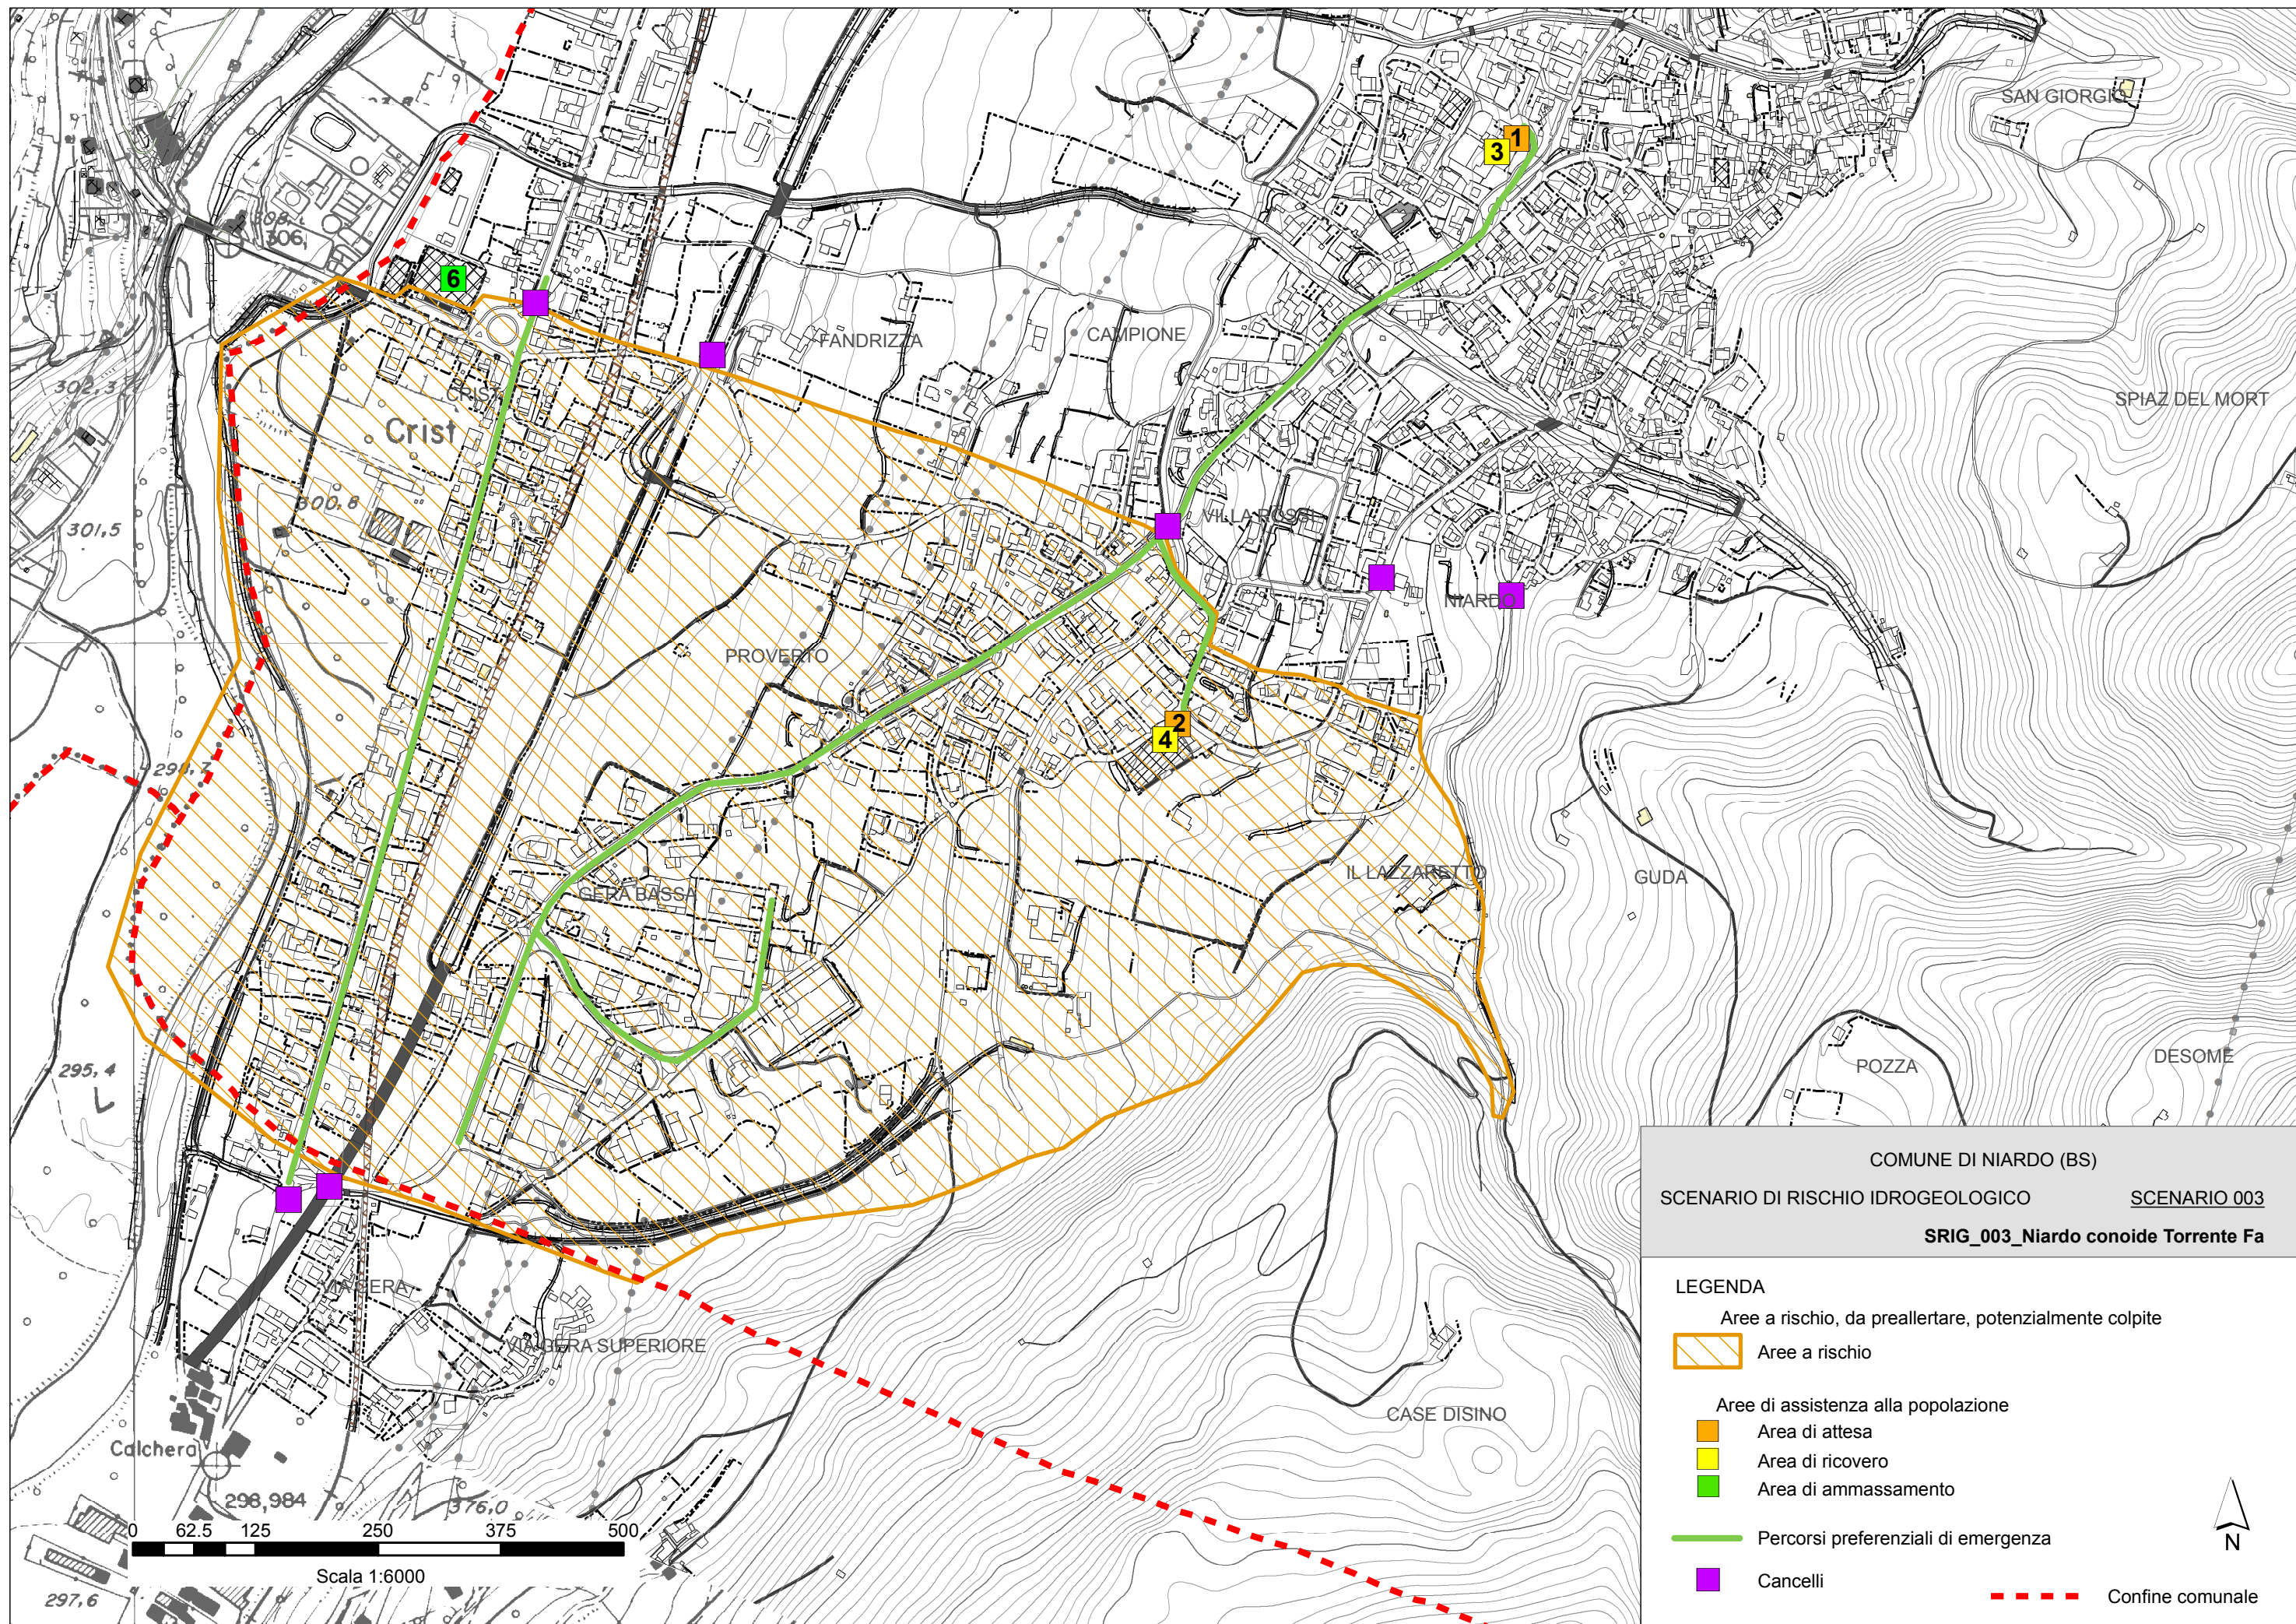 SAN GIORGIO
1
3
308,
306,
6
FANDRIZZA
CAMPIONE
302,3
CRIST
Crist
SPIAZ DEL MORT
300,8
VILLA ROSSI
301,5
NIARDO
PROVERTO
2
4
298,7
IL LAZZARETTO
GUDA
GERA BASSA
295,4
POZZA
DESOME
COMUNE DI NIARDO (BS)
SCENARIO DI RISCHIO IDROGEOLOGICO SCENARIO 003
SRIG_003_Niardo conoide Torrente Fa
VIA GERA
VIA GERA SUPERIORE
LEGENDA
Aree a rischio, da preallertare, potenzialmente colpite
Aree a rischio
Aree di assistenza alla popolazione
Area di attesa
Area di ricovero
Area di ammassamento
Percorsi preferenziali di emergenza
Cancelli
Confine comunale
N
CASE DISINO
Calchera
298,984
376,0
0 62.5 125 250 375 500
Scala 1:6000
297,6